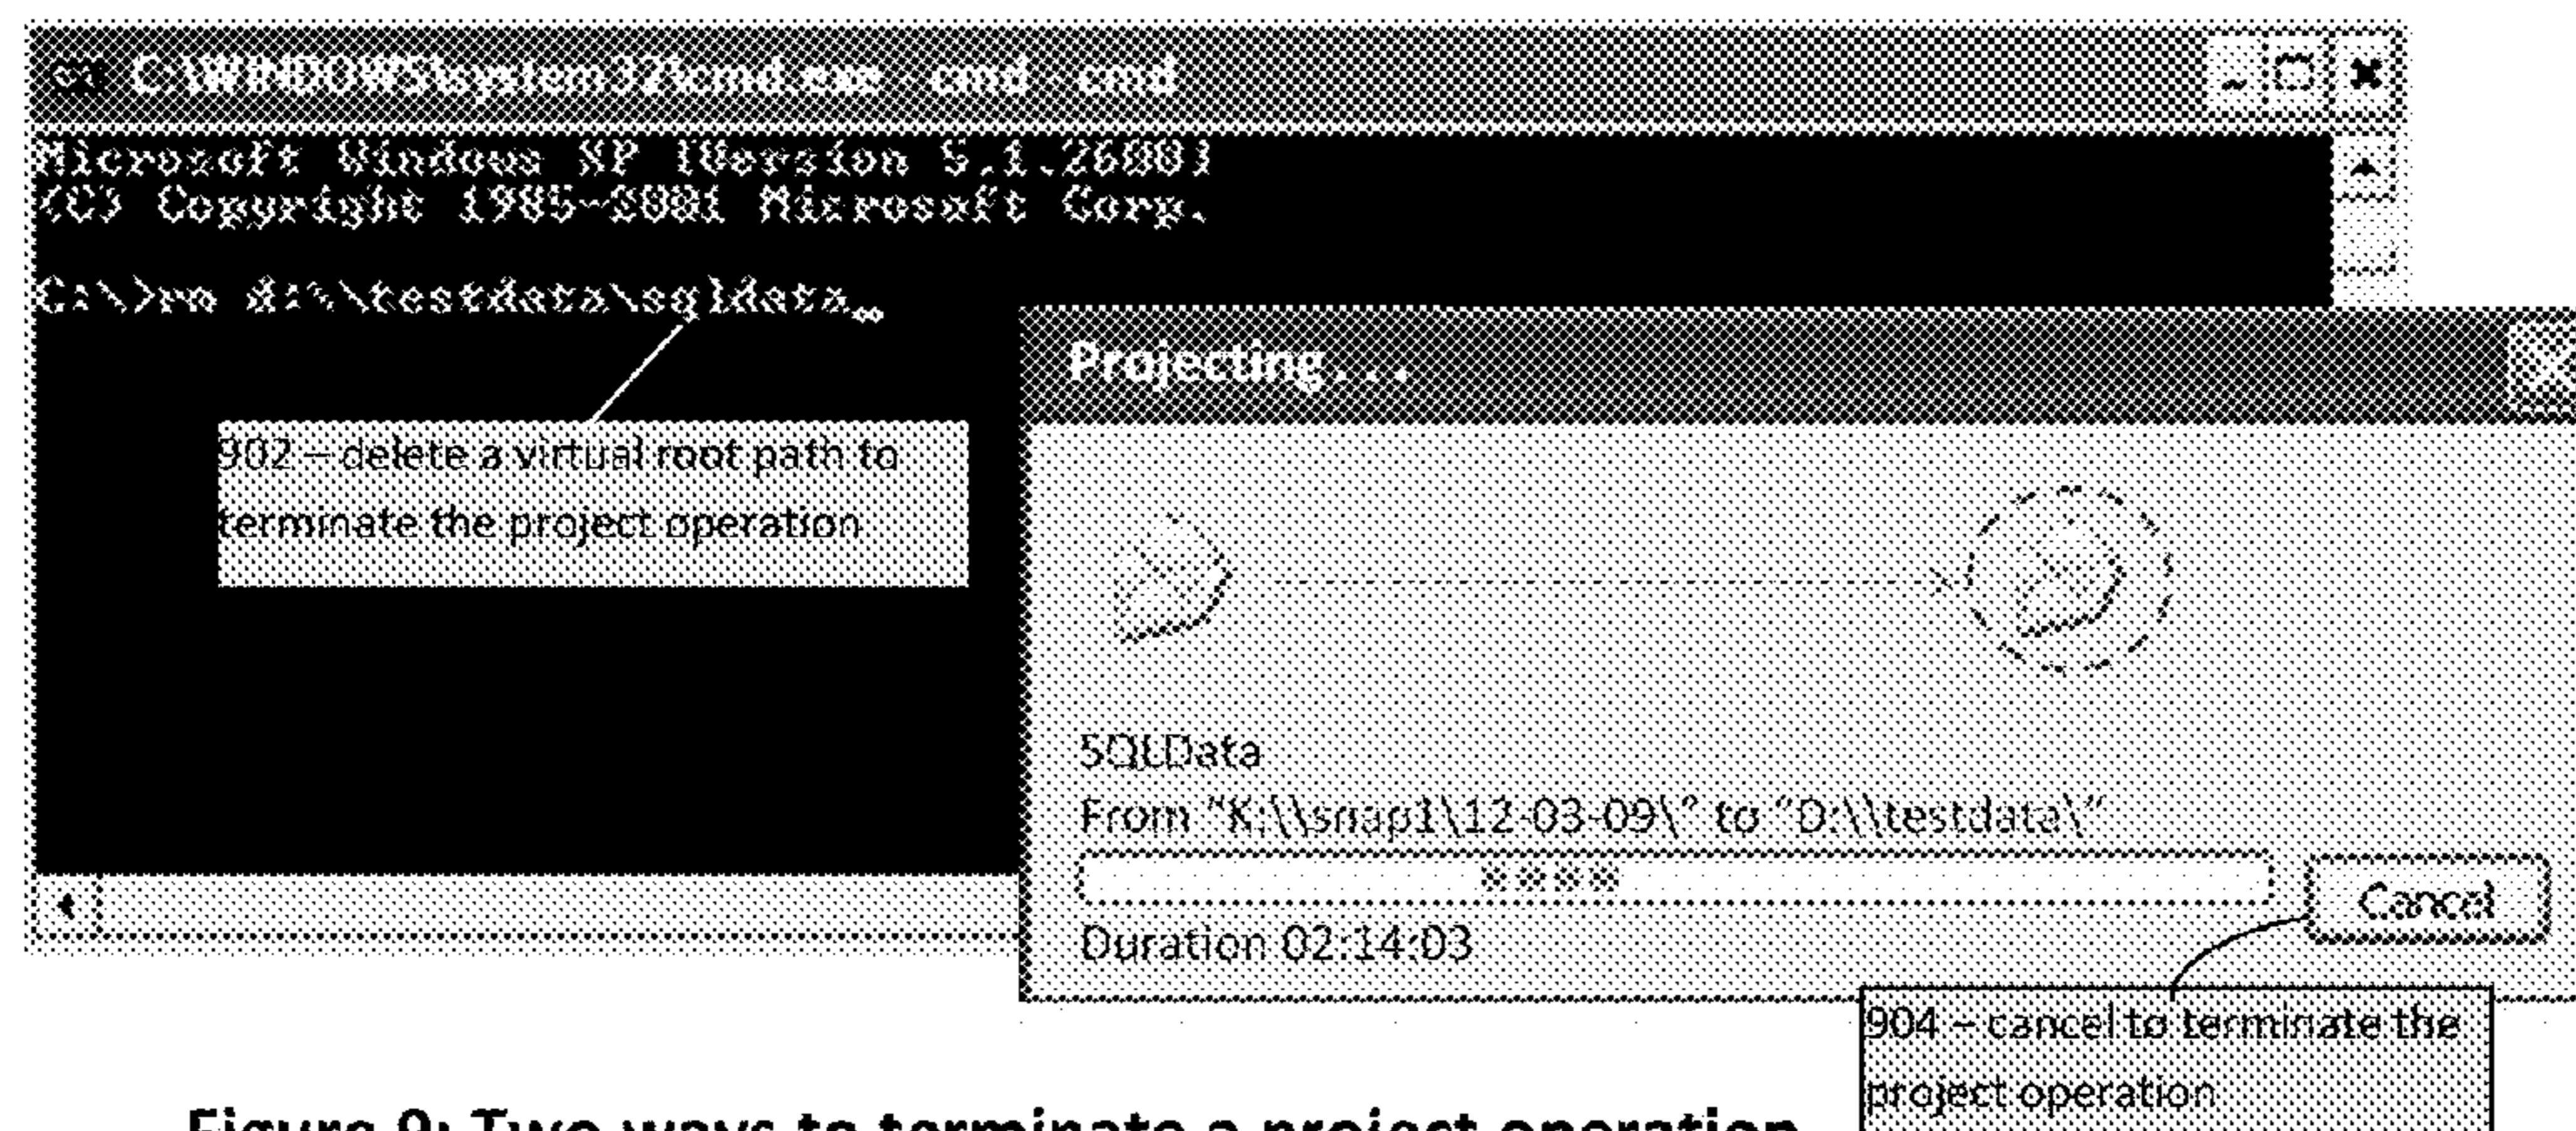 C:\WINDOWS\system32\cmd.exe - cmd - cmd
Microsoft Windows XP [Version 5.1.2600]
(C) Copyright 1985-2001 Microsoft Corp.
C:\>rm d:\\testdata\sqldata_
902 – delete a virtual root path to
terminate the project operation
Projecting...
SQLData
From "K:\\snap1\12-03-09\" to "D:\\testdata\"
Cancel
Duration 02:14:03
904 – cancel to terminate the
project operation
Figure 9: Two ways to terminate a project operation